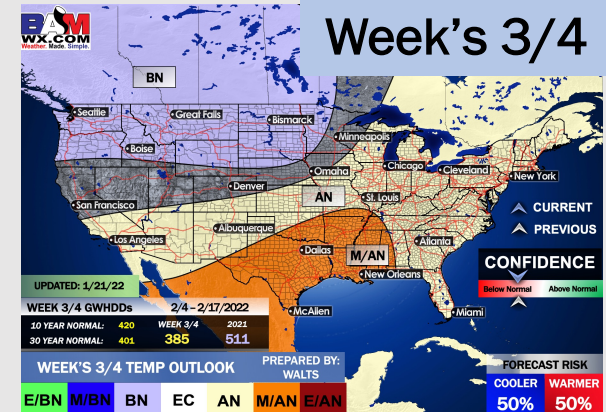 BAM
WX.COM
Weather. Made. Simple.
Week's 3/4
BN
Seattle
Great Falls
Bismarck
Minneapolis
Boise
Chicago
Cleveland
New York
Omaha
Denver
San Francisco
AN
St. Louis
CURRENT
PREVIOUS
Los Angeles
Albuquerque
Atlanta
Dallas
M/AN
CONFIDENCE
Below Normal
Above Normal
New Orleans
UPDATED: 1/21/22
WEEK 3/4 GWHDDs
2/4 – 2/17/2022
McAllen
Miami
10 YEAR NORMAL: 420
WEEK 3/4
2021
30 YEAR NORMAL: 401
385
511
WEEK'S 3/4 TEMP OUTLOOK
PREPARED BY:
WALTS
FORECAST RISK
COOLER
50%
WARMER
50%
E/BN
M/BN
BN
EC
AN
M/AN
E/AN